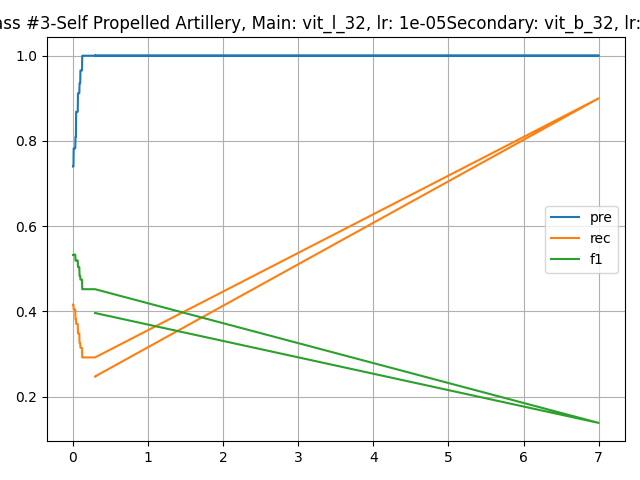 ass #3-Self Propelled Artillery, Main: vit_l_32, lr: 1e-05Secondary: vit_b_32, lr:
1.0
0.8
0.6
0.4
0.2
pre
rec
f1
0 1 2 3 4 5 6 7